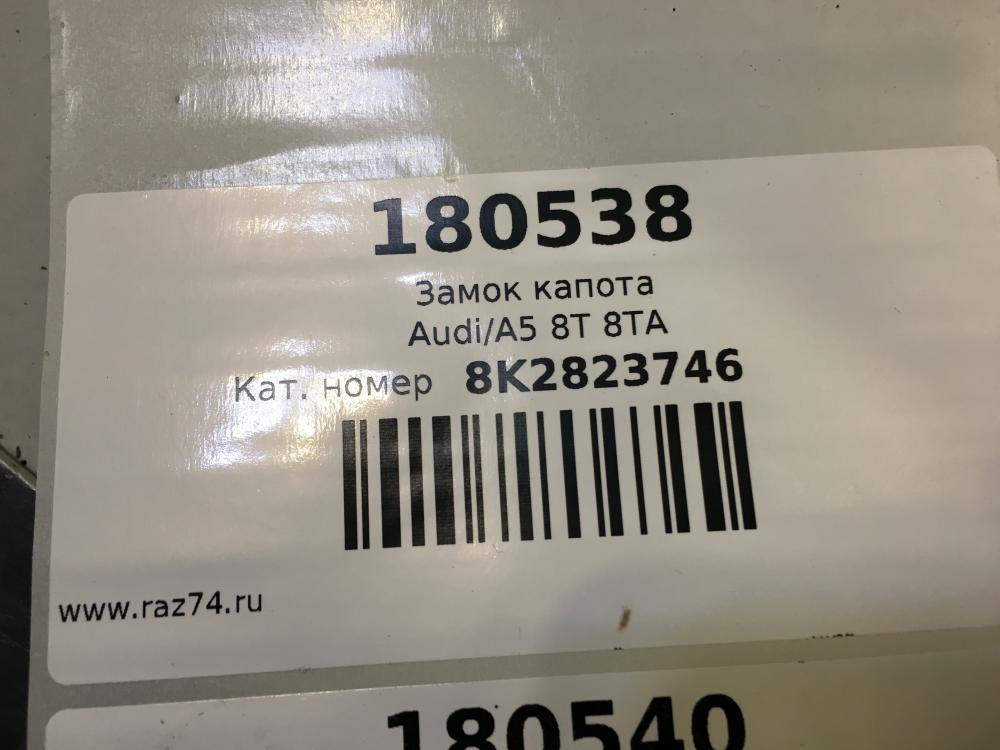 180538
Замок капота
Audi/A5 8T 8TA
Кат. номер 8K2823746
www.raz74.ru
180540